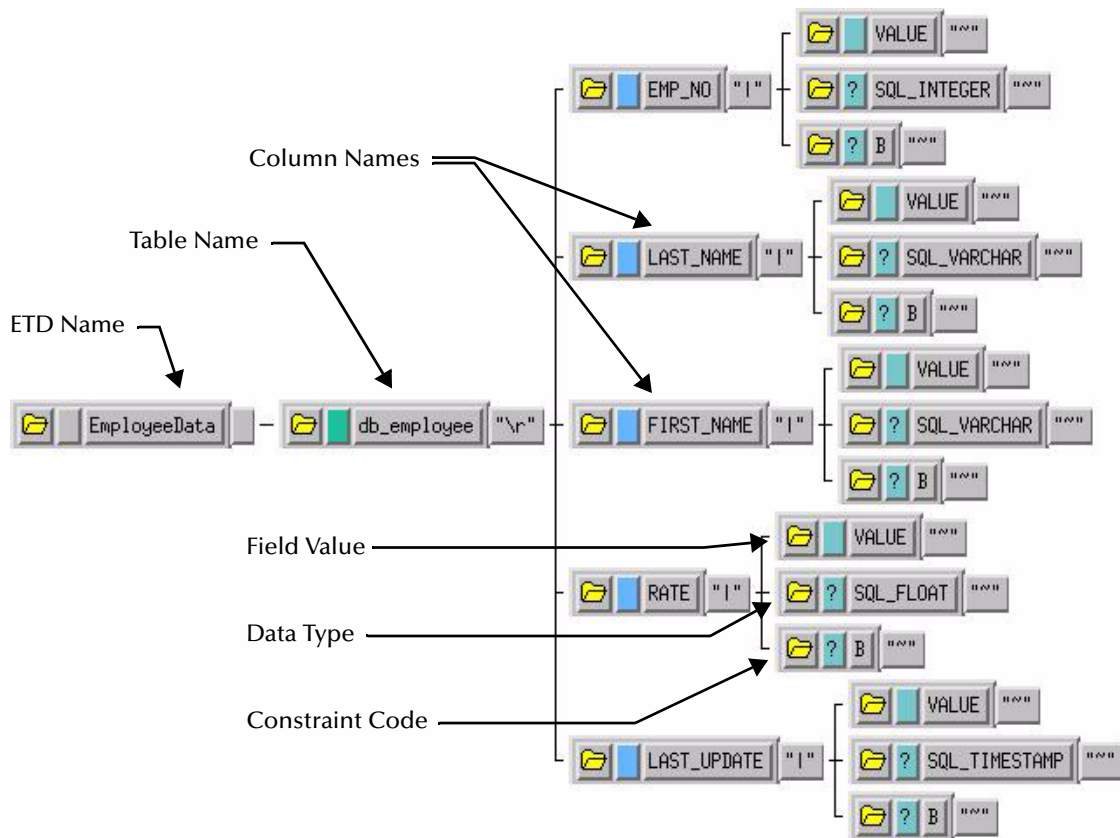 VALUE "~"
EMP_NO "|" ? SQL_INTEGER "~"
? B "~"
Column Names
VALUE "~"
Table Name
LAST_NAME "|" ? SQL_VARCHAR "~"
? B "~"
ETD Name
VALUE "~"
EmployeeData db_employee "\r" FIRST_NAME "|" ? SQL_VARCHAR "~"
? B "~"
Field Value
VALUE "~"
RATE "|" ? SQL_FLOAT "~"
Data Type
? B "~"
Constraint Code
VALUE "~"
LAST_UPDATE "|" ? SQL_TIMESTAMP "~"
? B "~"